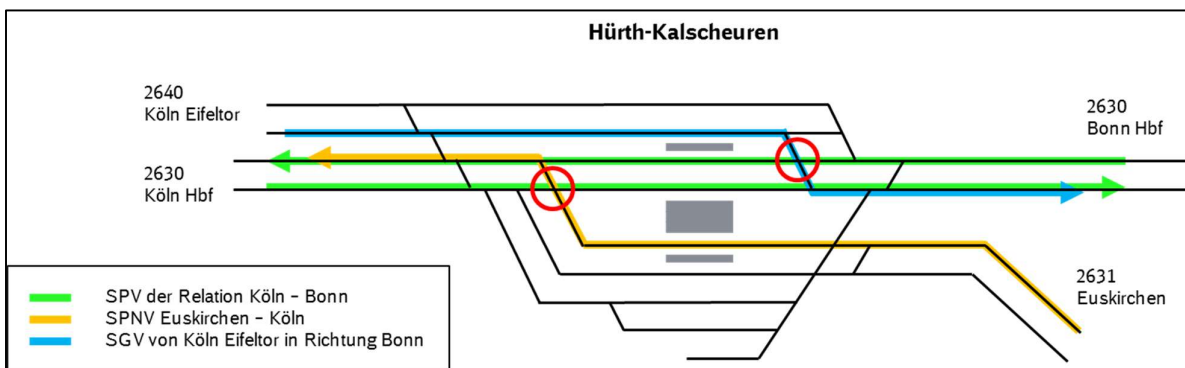 Hürth-Kalscheuren
2640
Köln Eifeltor
2630
Bonn Hbf
2630
Köln Hbf
2631
Euskirchen
SPV der Relation Köln – Bonn
SPNV Euskirchen – Köln
SGV von Köln Eifeltor in Richtung Bonn